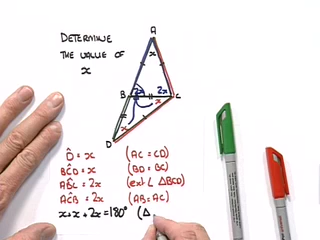 DETERMINE
THE VALUE OF
x
A
x
B
2x
2x
C
x
x
D
D̂ = x (AC = CD)
BĈD = x (BD = BC)
AB̂C = 2x (ext ∠ ΔBCD)
AĈB = 2x (AB = AC)
x + x + 2x = 180° (Δ